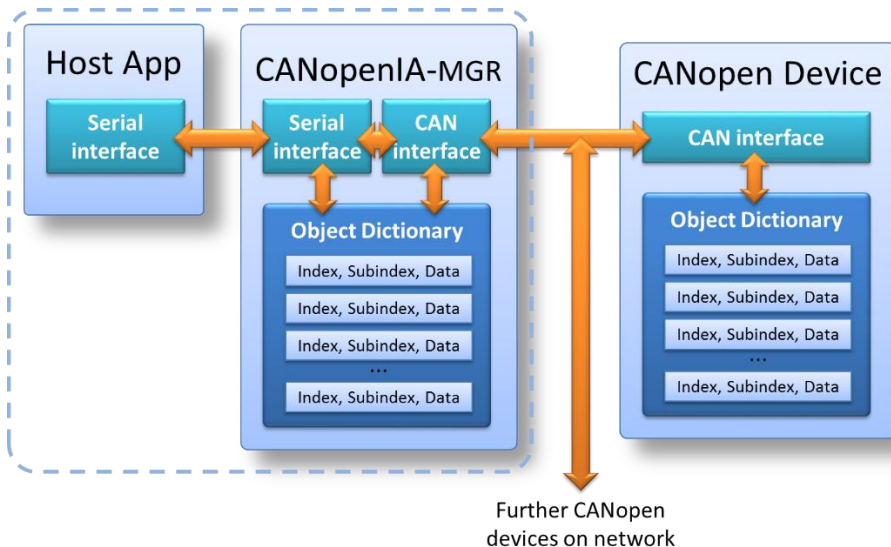 Host App
Serial
interface
CANopenIA-MGR
Serial
interface
CAN
interface
Object Dictionary
Index, Subindex, Data
Index, Subindex, Data
Index, Subindex, Data
...
Index, Subindex, Data
CANopen Device
CAN interface
Object Dictionary
Index, Subindex, Data
Index, Subindex, Data
Index, Subindex, Data
...
Index, Subindex, Data
Further CANopen
devices on network